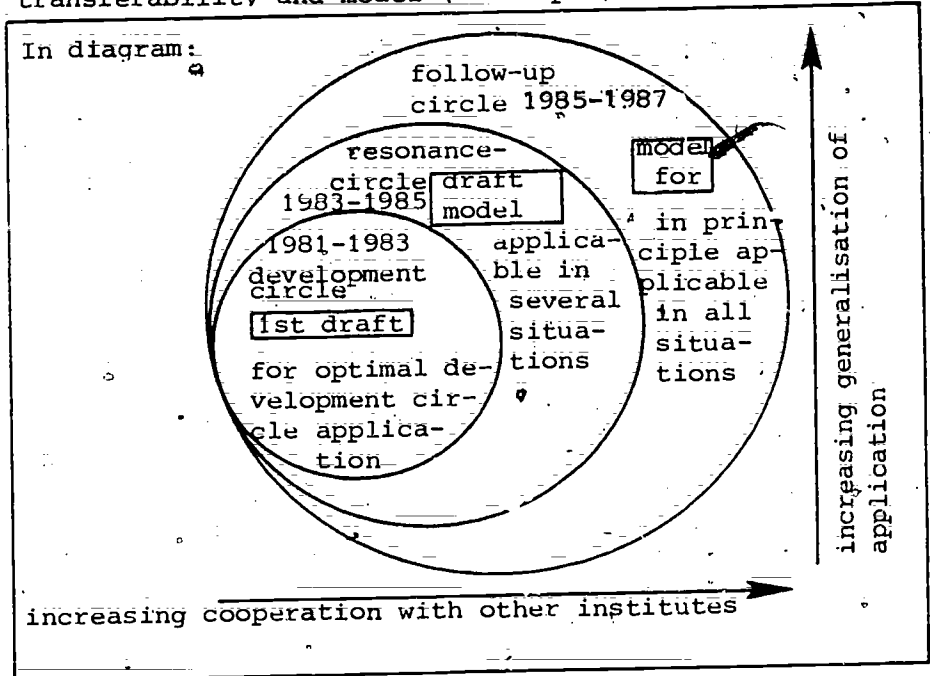 transferability and model
In diagram:
follow-up
circle 1985-1987
resonance-
circle
1983-1985
draft
model
model
for
1981-1983
development
circle
1st draft
for optimal de-
velopment cir-
cle applica-
tion
applica-
ble in
several
situa-
tions
in prin-
ciple ap-
plicable
in all
situa-
tions
increasing generalisation of
application
increasing cooperation with other institutes